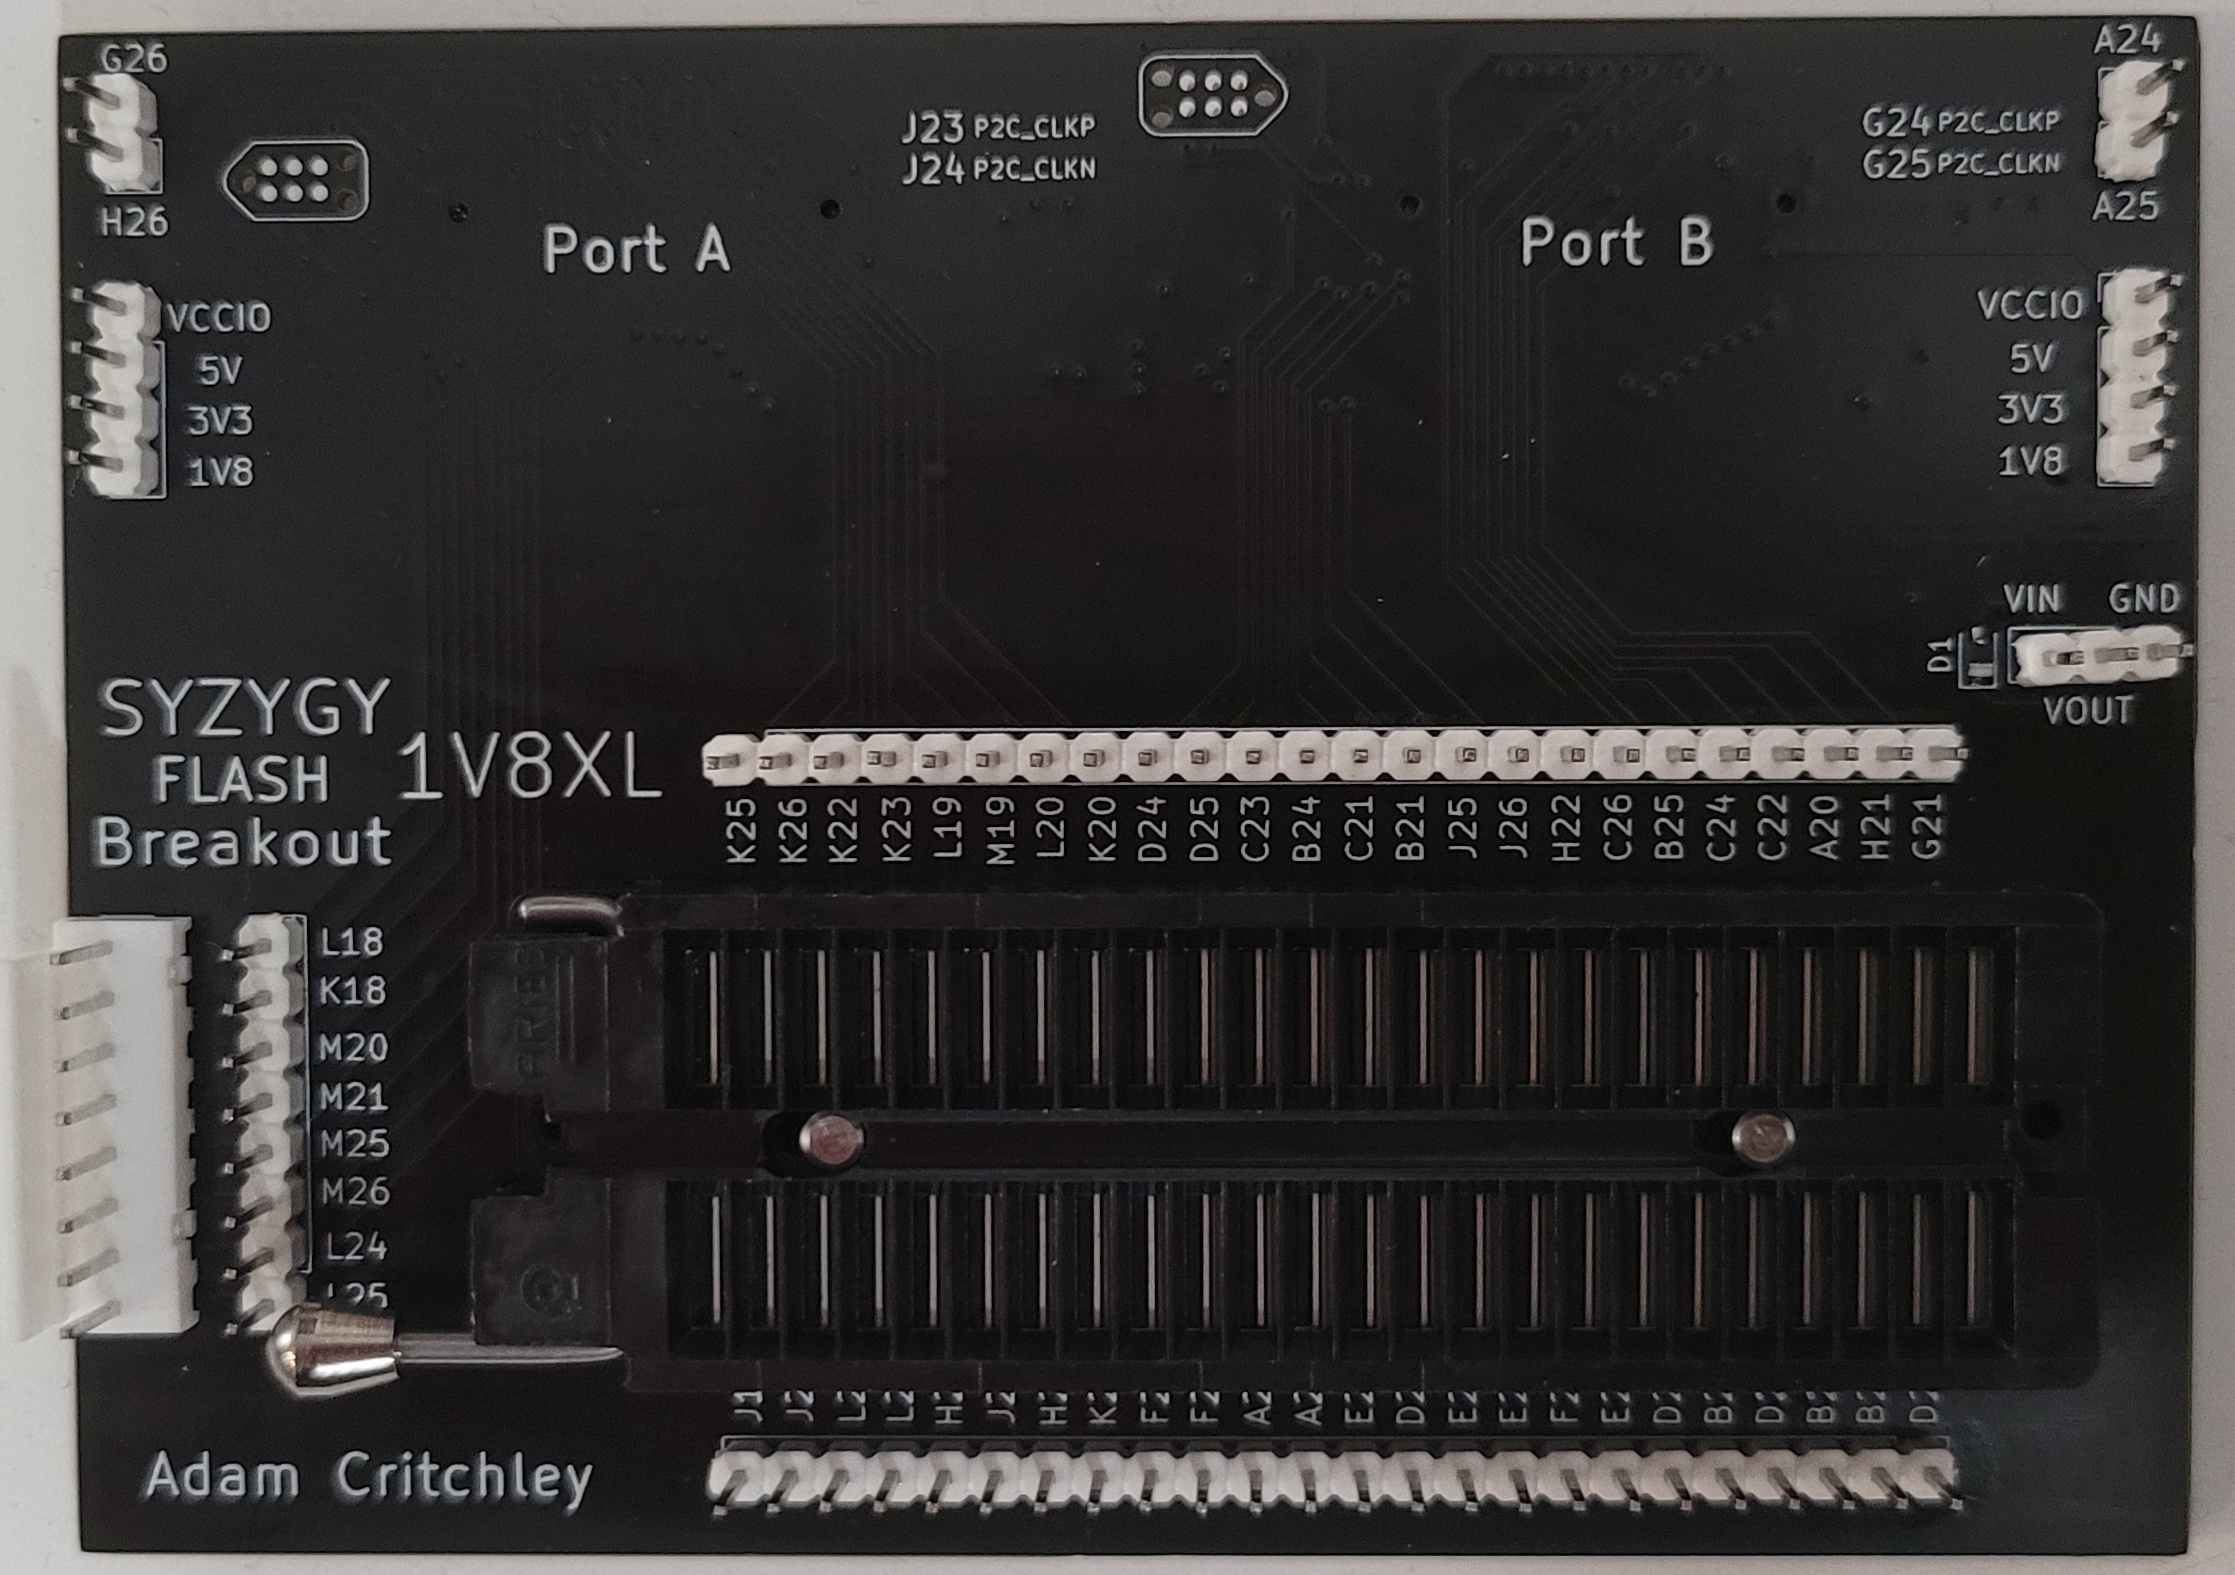 G26
H26
J23 P2C_CLKP
J24 P2C_CLKN
A24
G24 P2C_CLKP
G25 P2C_CLKN
A25
Port A
Port B
VCCIO
5V
3V3
1V8
VCCIO
5V
3V3
1V8
VIN GND
D1
VOUT
SYZYGY
FLASH
Breakout
1V8XL
K25
K26
K22
K23
L19
M19
L20
K20
D24
D25
C23
B24
C21
B21
J25
J26
H22
C26
B25
C24
C22
A20
H21
G21
L18
K18
M20
M21
M25
M26
L24
L25
ARIES
Adam Critchley